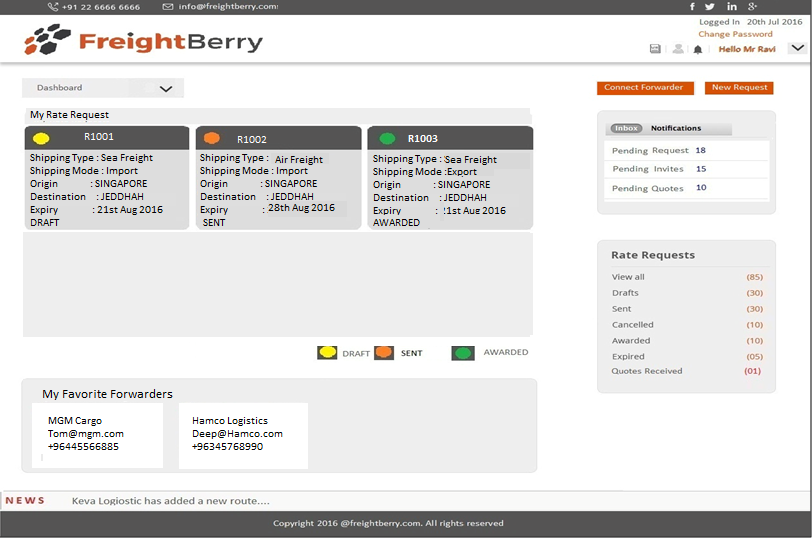 +91 22 6666 6666 info@freightberry.com:
Logged In 20th Jul 2016
Change Password
FreightBerry
Hello Mr Ravi
Dashboard
Connect Forwarder New Request
My Rate Request
R1001
Shipping Type : Sea Freight
Shipping Mode : Import
Origin : SINGAPORE
Destination : JEDDHAH
Expiry : 21st Aug 2016
DRAFT
R1002
Shipping Type : Air Freight
Shipping Mode : Import
Origin : SINGAPORE
Destination : JEDDHAH
Expiry : 28th Aug 2016
SENT
R1003
Shipping Type : Sea Freight
Shipping Mode :Export
Origin : SINGAPORE
Destination : JEDDHAH
Expiry : 21st Aug 2016
AWARDED
DRAFT SENT AWARDED
Inbox Notifications
Pending Request 18
Pending Invites 15
Pending Quotes 10
Rate Requests
View all (85)
Drafts (30)
Sent (30)
Cancelled (10)
Awarded (10)
Expired (05)
Quotes Received (01)
My Favorite Forwarders
MGM Cargo
Tom@mgm.com
+96445566885
Hamco Logistics
Deep@Hamco.com
+96345768990
NEWS Keva Logiostic has added a new route....
Copyright 2016 @freightberry.com. All rights reserved